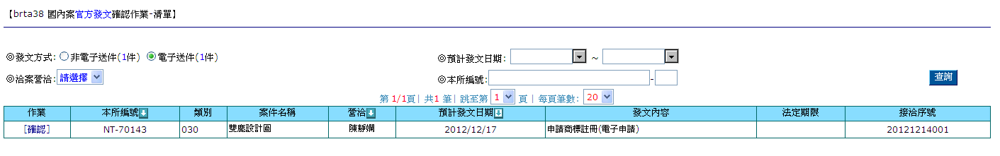 【brta38 國內案官方發文確認作業-清單】
◎發文方式: 非電子送件(1件) 電子送件(1件) ◎預計發文日期: ~
◎洽案營洽: 請選擇 ◎本所編號: - 查詢
第 1/1頁| 共1 筆| 跳至第 1 頁 | 每頁筆數: 20
作業 本所編號 類別 案件名稱 營洽 預計發文日期 發文內容 法定期限 接洽序號
[確認] NT-70143 030 雙鹿設計圖 陳靜嫻 2012/12/17 申請商標註冊(電子申請) 20121214001